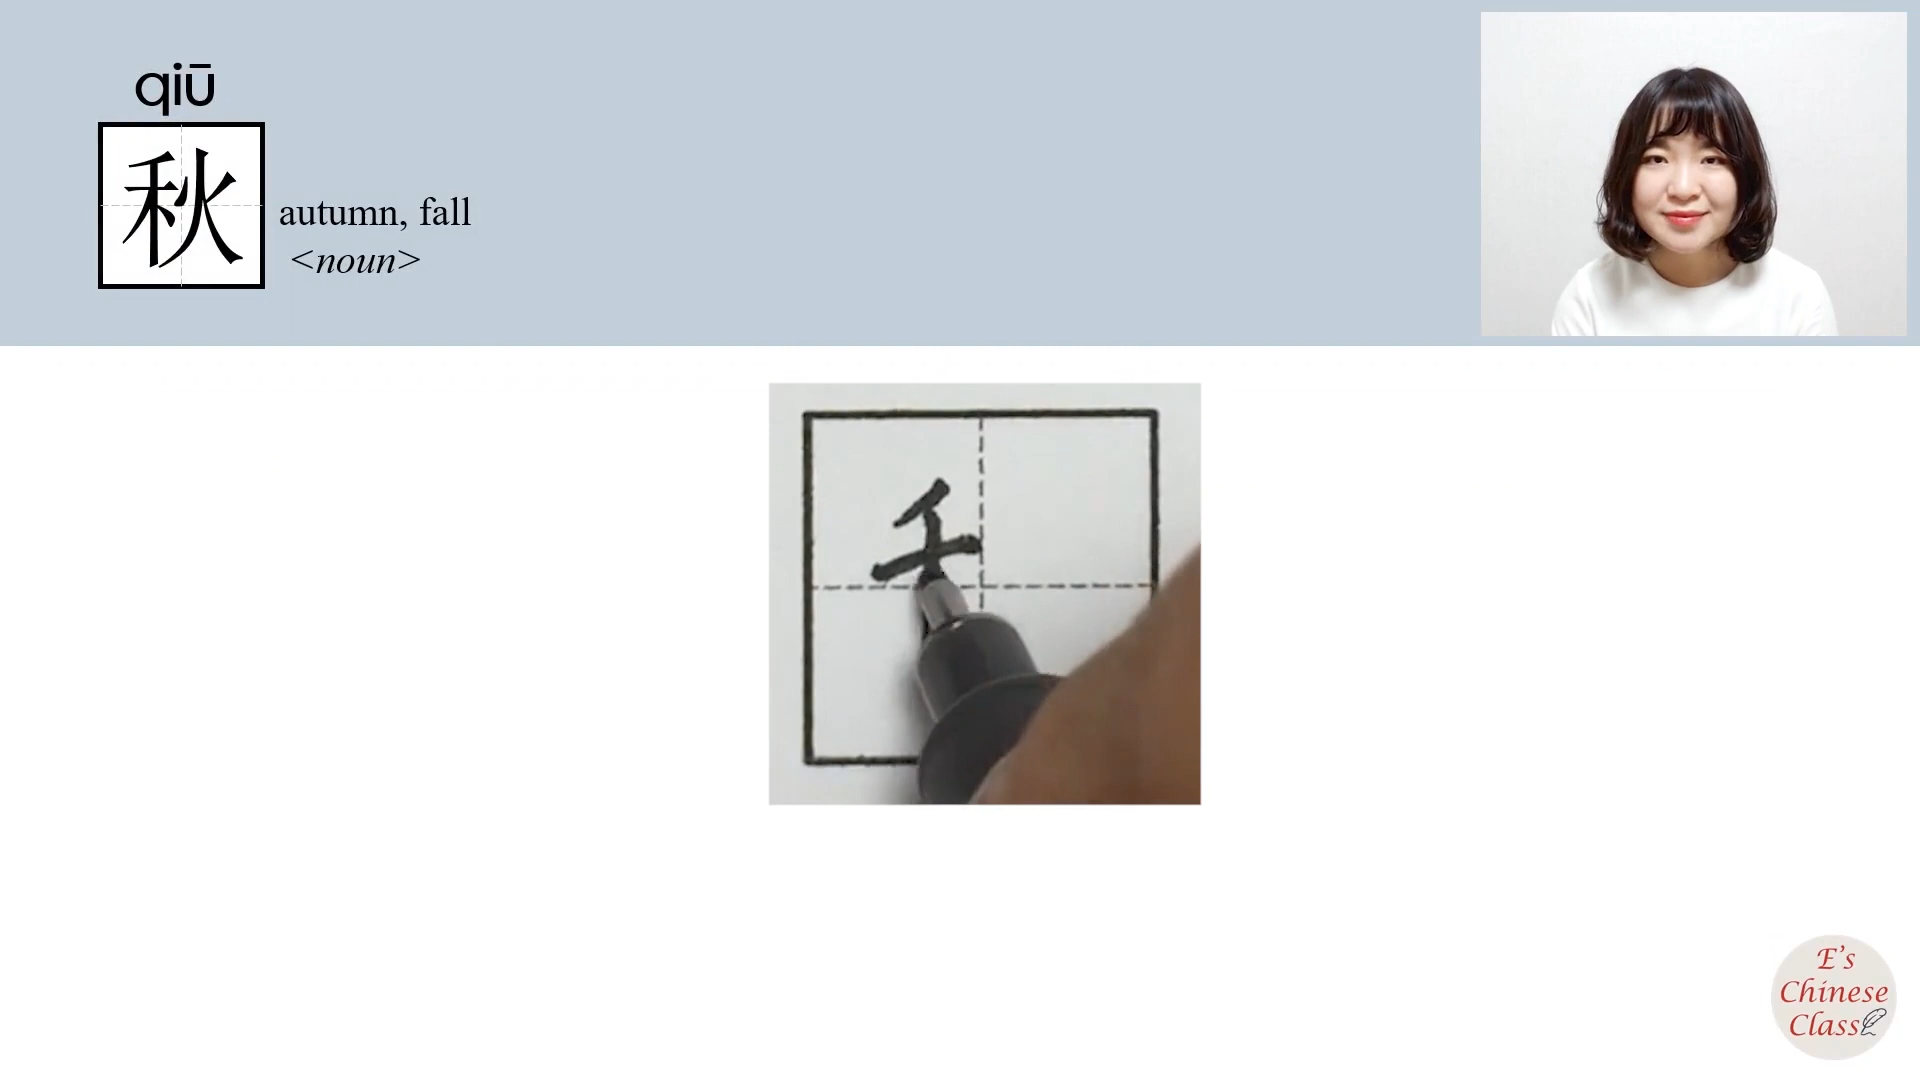 qiū
秋
autumn, fall
<noun>
E's
Chinese
Class